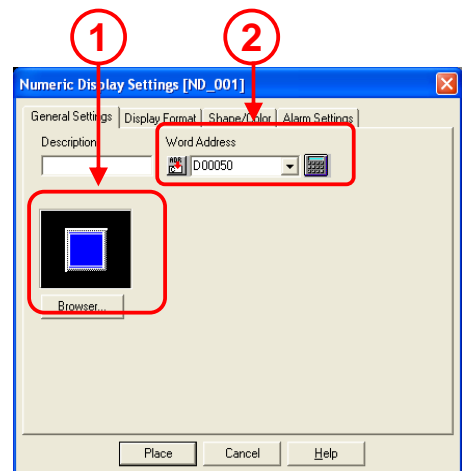 1 2
Numeric Display Settings [ND_001]
General Settings Display Format Shape/Color Alarm Settings
Description Word Address
D00050
Browser...
Place Cancel Help